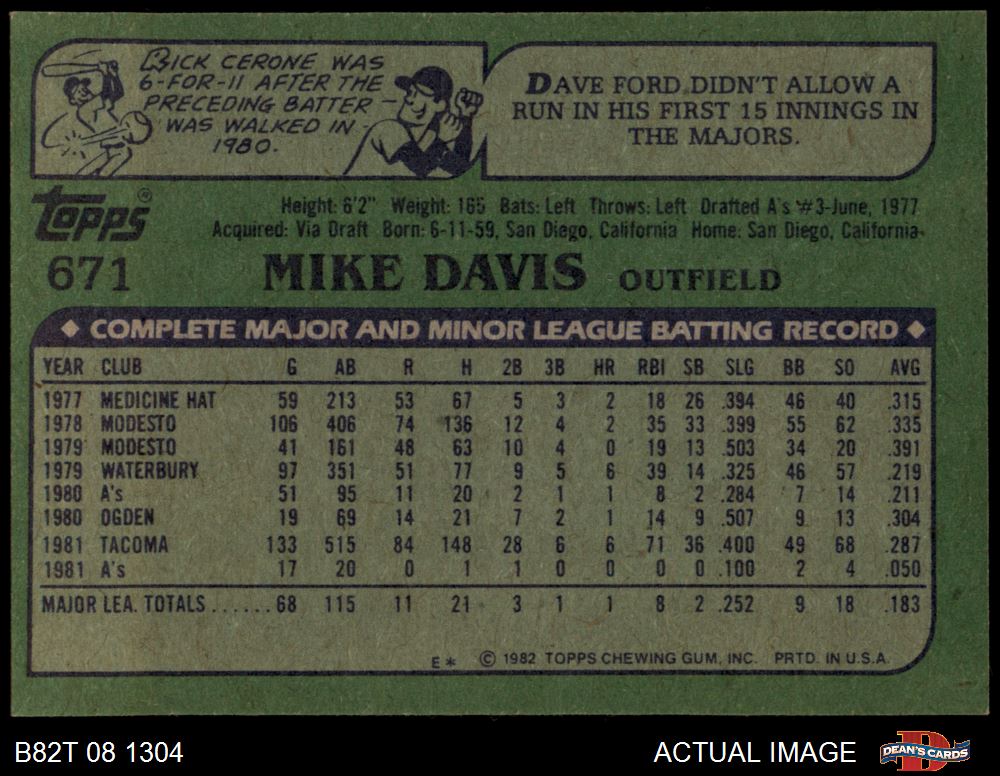 RICK CERONE WAS
6-FOR-11 AFTER THE
PRECEDING BATTER
WAS WALKED IN
1980.
DAVE FORD DIDN'T ALLOW A
RUN IN HIS FIRST 15 INNINGS IN
THE MAJORS.
TOPPS®
671
Height: 6'2" Weight: 165 Bats: Left Throws: Left Drafted A's #3-June, 1977
Acquired: Via Draft Born: 6-11-59, San Diego, California Home: San Diego, California
MIKE DAVIS OUTFIELD
◆ COMPLETE MAJOR AND MINOR LEAGUE BATTING RECORD ◆
YEAR CLUB G AB R H 2B 3B HR RBI SB SLG BB SO AVG
1977 MEDICINE HAT 59 213 53 67 5 3 2 18 26 .394 46 40 .315
1978 MODESTO 106 406 74 136 12 4 2 35 33 .399 55 62 .335
1979 MODESTO 41 161 48 63 10 4 0 19 13 .503 34 20 .391
1979 WATERBURY 97 351 51 77 9 5 6 39 14 .325 46 57 .219
1980 A's 51 95 11 20 2 1 1 8 2 .284 7 14 .211
1980 OGDEN 19 69 14 21 7 2 1 14 9 .507 9 13 .304
1981 TACOMA 133 515 84 148 28 6 6 71 36 .400 49 68 .287
1981 A's 17 20 0 1 1 0 0 0 0 .100 2 4 .050
MAJOR LEA. TOTALS......68 115 11 21 3 1 1 8 2 .252 9 18 .183
E* © 1982 TOPPS CHEWING GUM, INC. PRTD. IN U.S.A.
B82T 08 1304
ACTUAL IMAGE
DEAN'S CARDS